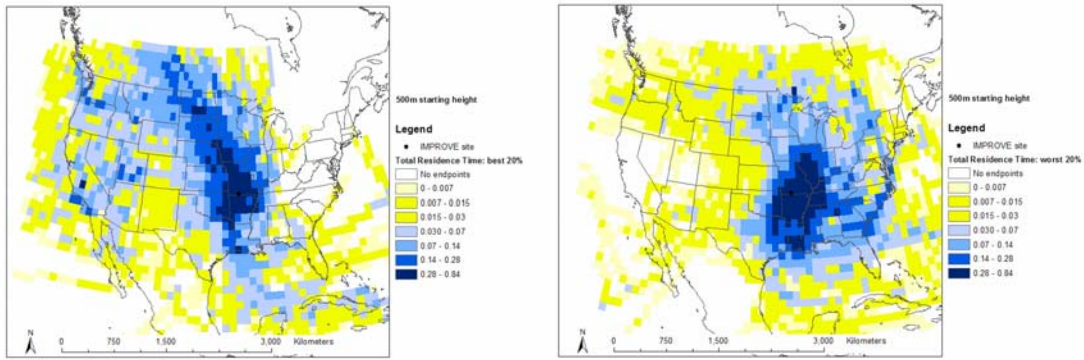 500m starting height
Legend
IMPROVE site
Total Residence Time: best 20%
No endpoints
0 - 0.007
0.007 - 0.015
0.015 - 0.03
0.030 - 0.07
0.07 - 0.14
0.14 - 0.28
0.28 - 0.84
N
0 750 1,500 3,000 Kilometers
500m starting height
Legend
IMPROVE site
Total Residence Time: worst 20%
No endpoints
0 - 0.007
0.007 - 0.015
0.015 - 0.03
0.030 - 0.07
0.07 - 0.14
0.14 - 0.28
0.28 - 0.84
N
0 750 1,500 3,000 Kilometers